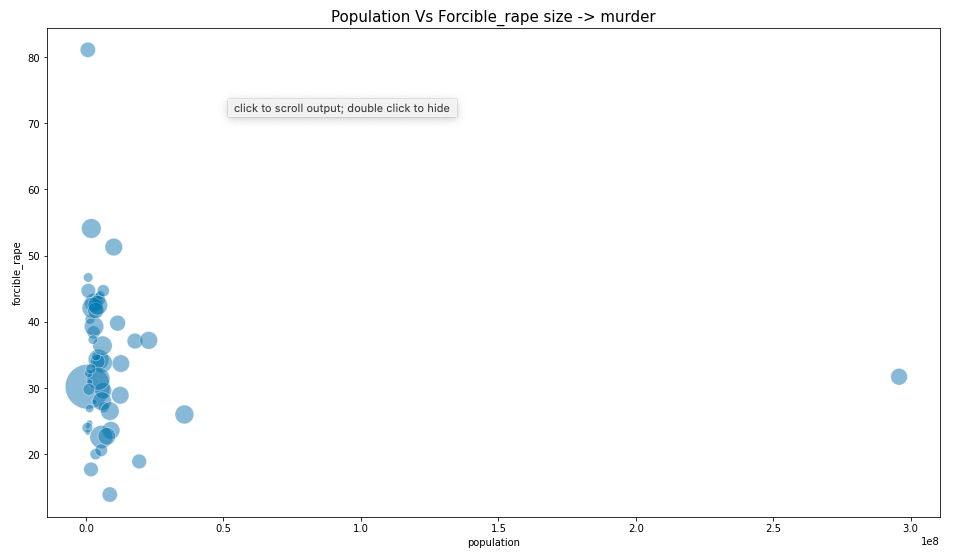 Population Vs Forcible_rape size -> murder
80
click to scroll output; double click to hide
70
60
50
forcible_rape
40
30
20
0.0 0.5 1.0 1.5 2.0 2.5 3.0
1e8
population